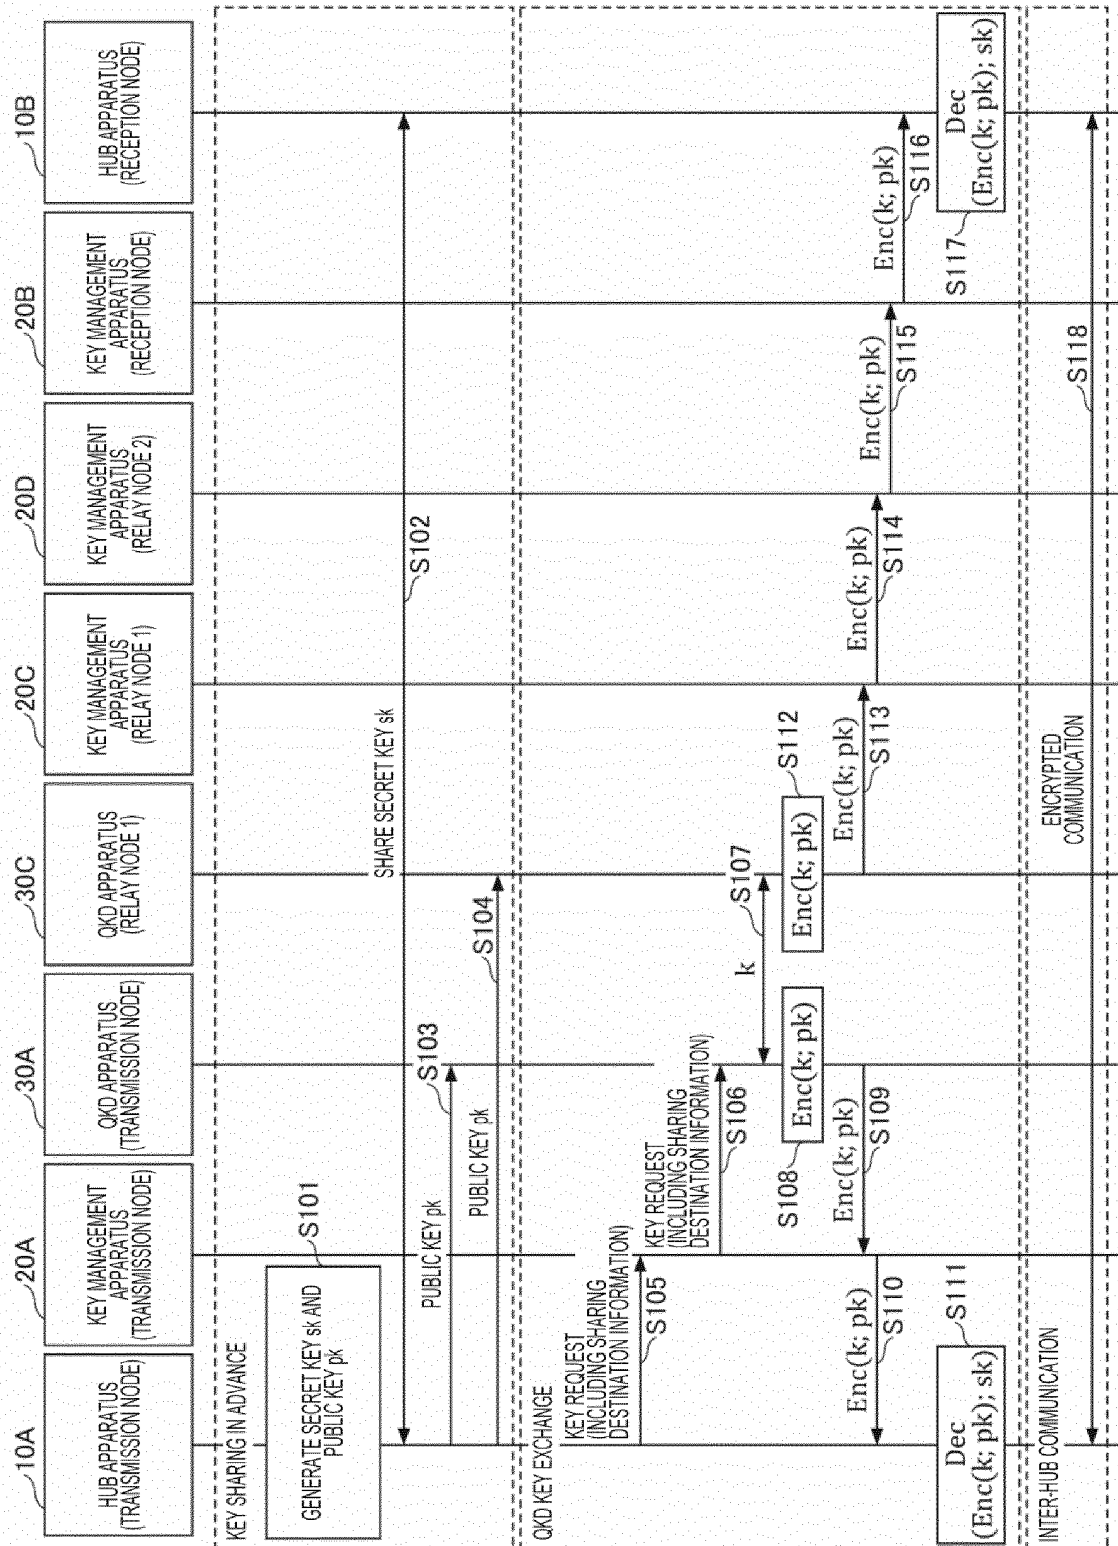 10A
HUB APPARATUS
(TRANSMISSION NODE)
20A
KEY MANAGEMENT
APPARATUS
(TRANSMISSION NODE)
30A
QKD APPARATUS
(TRANSMISSION NODE)
30C
QKD APPARATUS
(RELAY NODE 1)
20C
KEY MANAGEMENT
APPARATUS
(RELAY NODE 1)
20D
KEY MANAGEMENT
APPARATUS
(RELAY NODE 2)
20B
KEY MANAGEMENT
APPARATUS
(RECEPTION NODE)
10B
HUB APPARATUS
(RECEPTION NODE)
KEY SHARING IN ADVANCE
GENERATE SECRET KEY sk AND
PUBLIC KEY pk
S101
SHARE SECRET KEY sk
S102
PUBLIC KEY pk
S103
PUBLIC KEY pk
S104
QKD KEY EXCHANGE
KEY REQUEST
(INCLUDING SHARING
DESTINATION INFORMATION)
S105
KEY REQUEST
(INCLUDING SHARING
DESTINATION INFORMATION)
S106
k
S107
S108
Enc(k; pk)
Enc(k; pk)
S112
Enc(k; pk)
S109
Enc(k; pk)
S113
Enc(k; pk)
S110
Enc(k; pk)
S114
Enc(k; pk)
S115
Enc(k; pk)
S116
Dec
(Enc(k; pk); sk)
S111
S117
Dec
(Enc(k; pk); sk)
INTER-HUB COMMUNICATION
ENCRYPTED
COMMUNICATION
S118